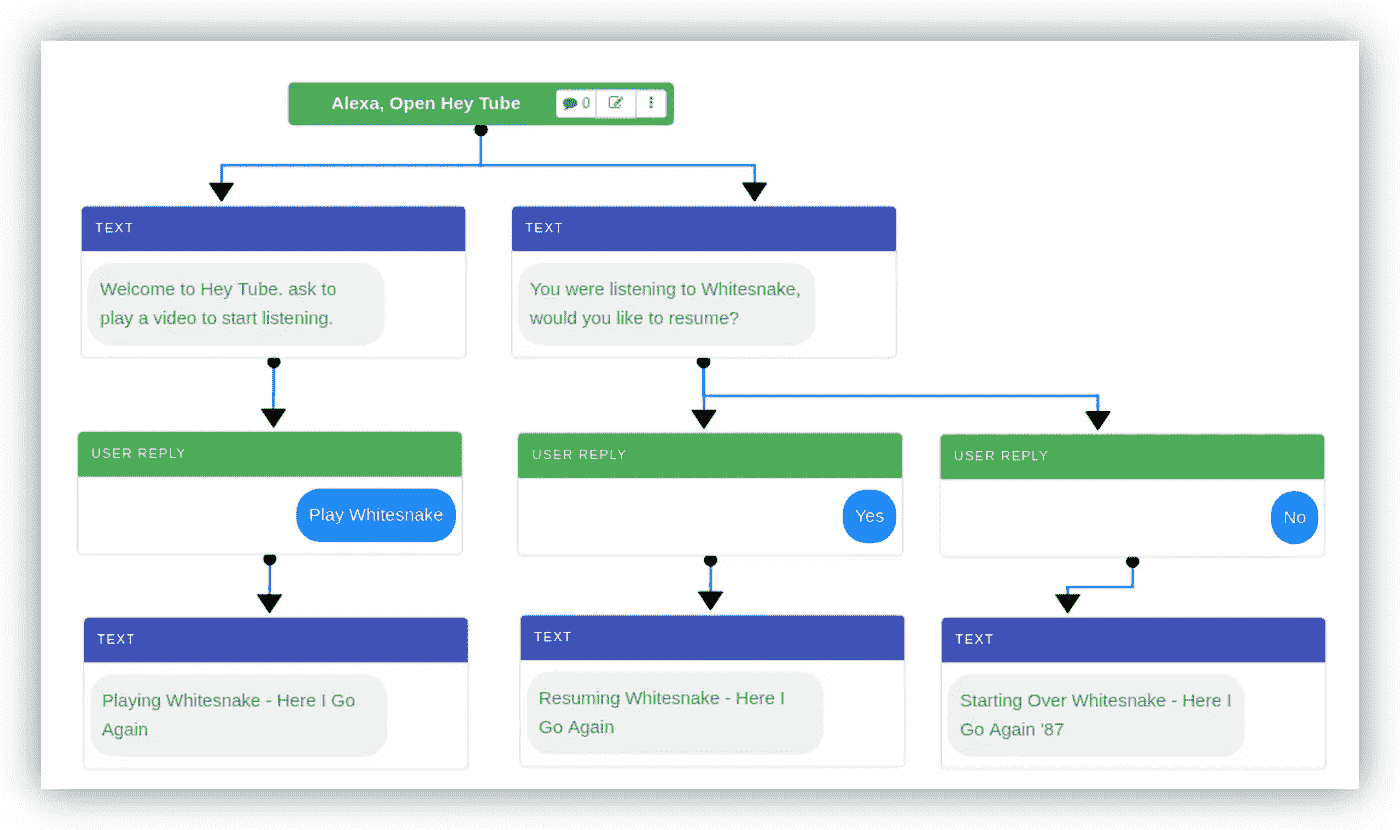 Alexa, Open Hey Tube
0
TEXT
Welcome to Hey Tube. ask to
play a video to start listening.
TEXT
You were listening to Whitesnake,
would you like to resume?
USER REPLY
Play Whitesnake
USER REPLY
Yes
USER REPLY
No
TEXT
Playing Whitesnake - Here I Go
Again
TEXT
Resuming Whitesnake - Here I
Go Again
TEXT
Starting Over Whitesnake - Here I
Go Again '87